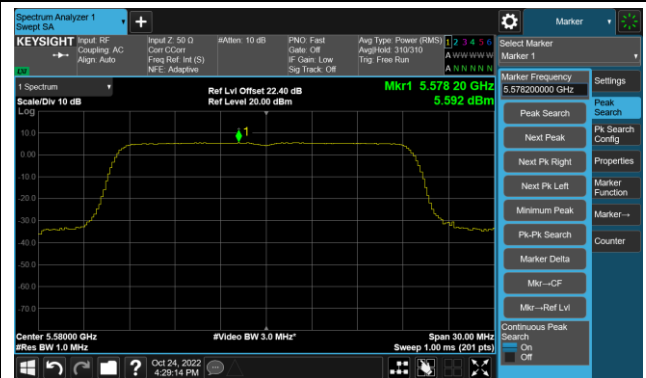 Spectrum Analyzer 1
Swept SA
+
Marker
KEYSIGHT
Input: RF
Coupling: AC
Align: Auto
Input Z: 50 Ω
Corr CCorr
Freq Ref: Int (S)
NFE: Adaptive
#Atten: 10 dB
PNO: Fast
Gate: Off
IF Gain: Low
Sig Track: Off
Avg Type: Power (RMS)
Avg|Hold: 310/310
Trig: Free Run
1 2 3 4 5 6
A W W W W W
A N N N N N
LXI
Select Marker
Marker 1
1 Spectrum
Scale/Div 10 dB
Log
Ref Lvl Offset 22.40 dB
Ref Level 20.00 dBm
Mkr1 5.578 20 GHz
5.592 dBm
1
10.0
0.00
-10.0
-20.0
-30.0
-40.0
-50.0
-60.0
-70.0
Center 5.58000 GHz
#Res BW 1.0 MHz
#Video BW 3.0 MHz*
Span 30.00 MHz
Sweep 1.00 ms (201 pts)
Marker Frequency
5.578200000 GHz
Peak Search
Next Peak
Next Pk Right
Next Pk Left
Minimum Peak
Pk-Pk Search
Marker Delta
Mkr→CF
Mkr→Ref Lvl
Continuous Peak
Search
On
Off
Settings
Peak
Search
Pk Search
Config
Properties
Marker
Function
Marker→
Counter
?
Oct 24, 2022
4:29:14 PM